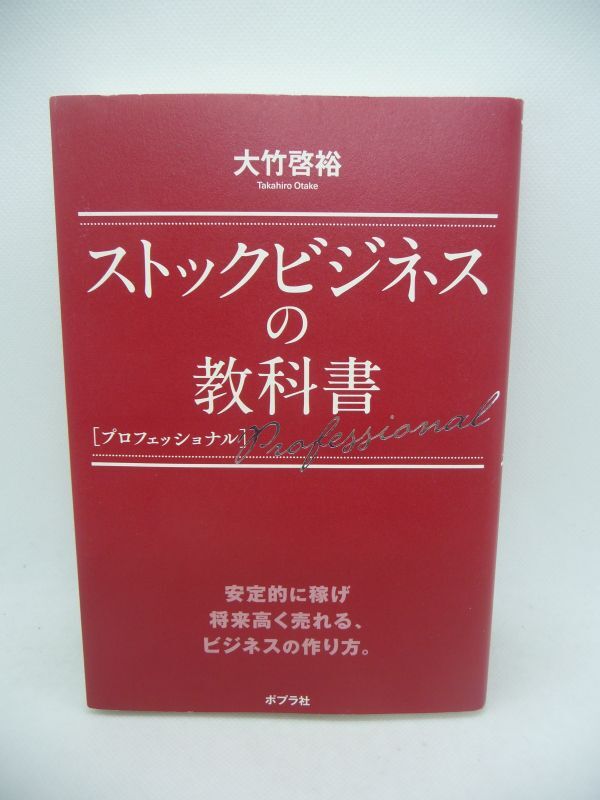 大竹啓裕
Takahiro Otake
ストックビジネス
の
教科書
[プロフェッショナル]
Professional
安定的に稼げ
将来高く売れる、
ビジネスの作り方。
ポプラ社